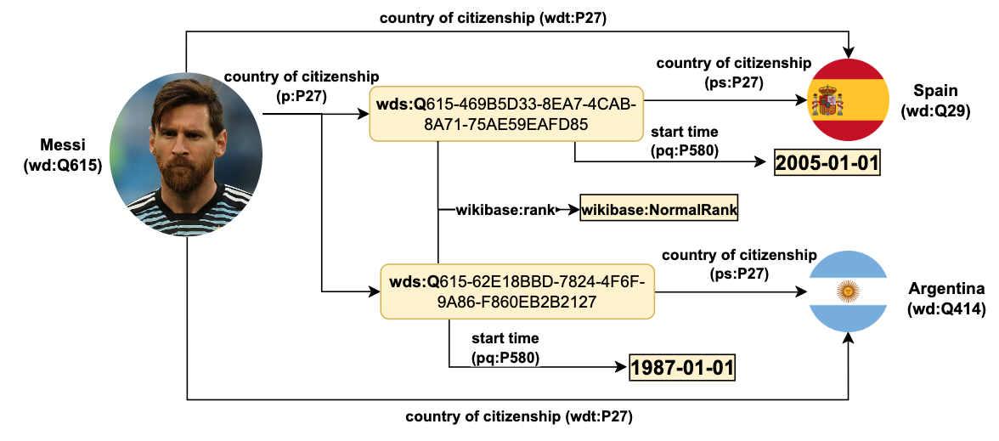 country of citizenship (wdt:P27)
country of citizenship
(p:P27)
country of citizenship
(ps:P27)
wds:Q615-469B5D33-8EA7-4CAB-
8A71-75AE59EAFD85
Spain
(wd:Q29)
Messi
(wd:Q615)
start time
(pq:P580)
2005-01-01
wikibase:rank
wikibase:NormalRank
country of citizenship
(ps:P27)
wds:Q615-62E18BBD-7824-4F6F-
9A86-F860EB2B2127
Argentina
(wd:Q414)
start time
(pq:P580)
1987-01-01
country of citizenship (wdt:P27)